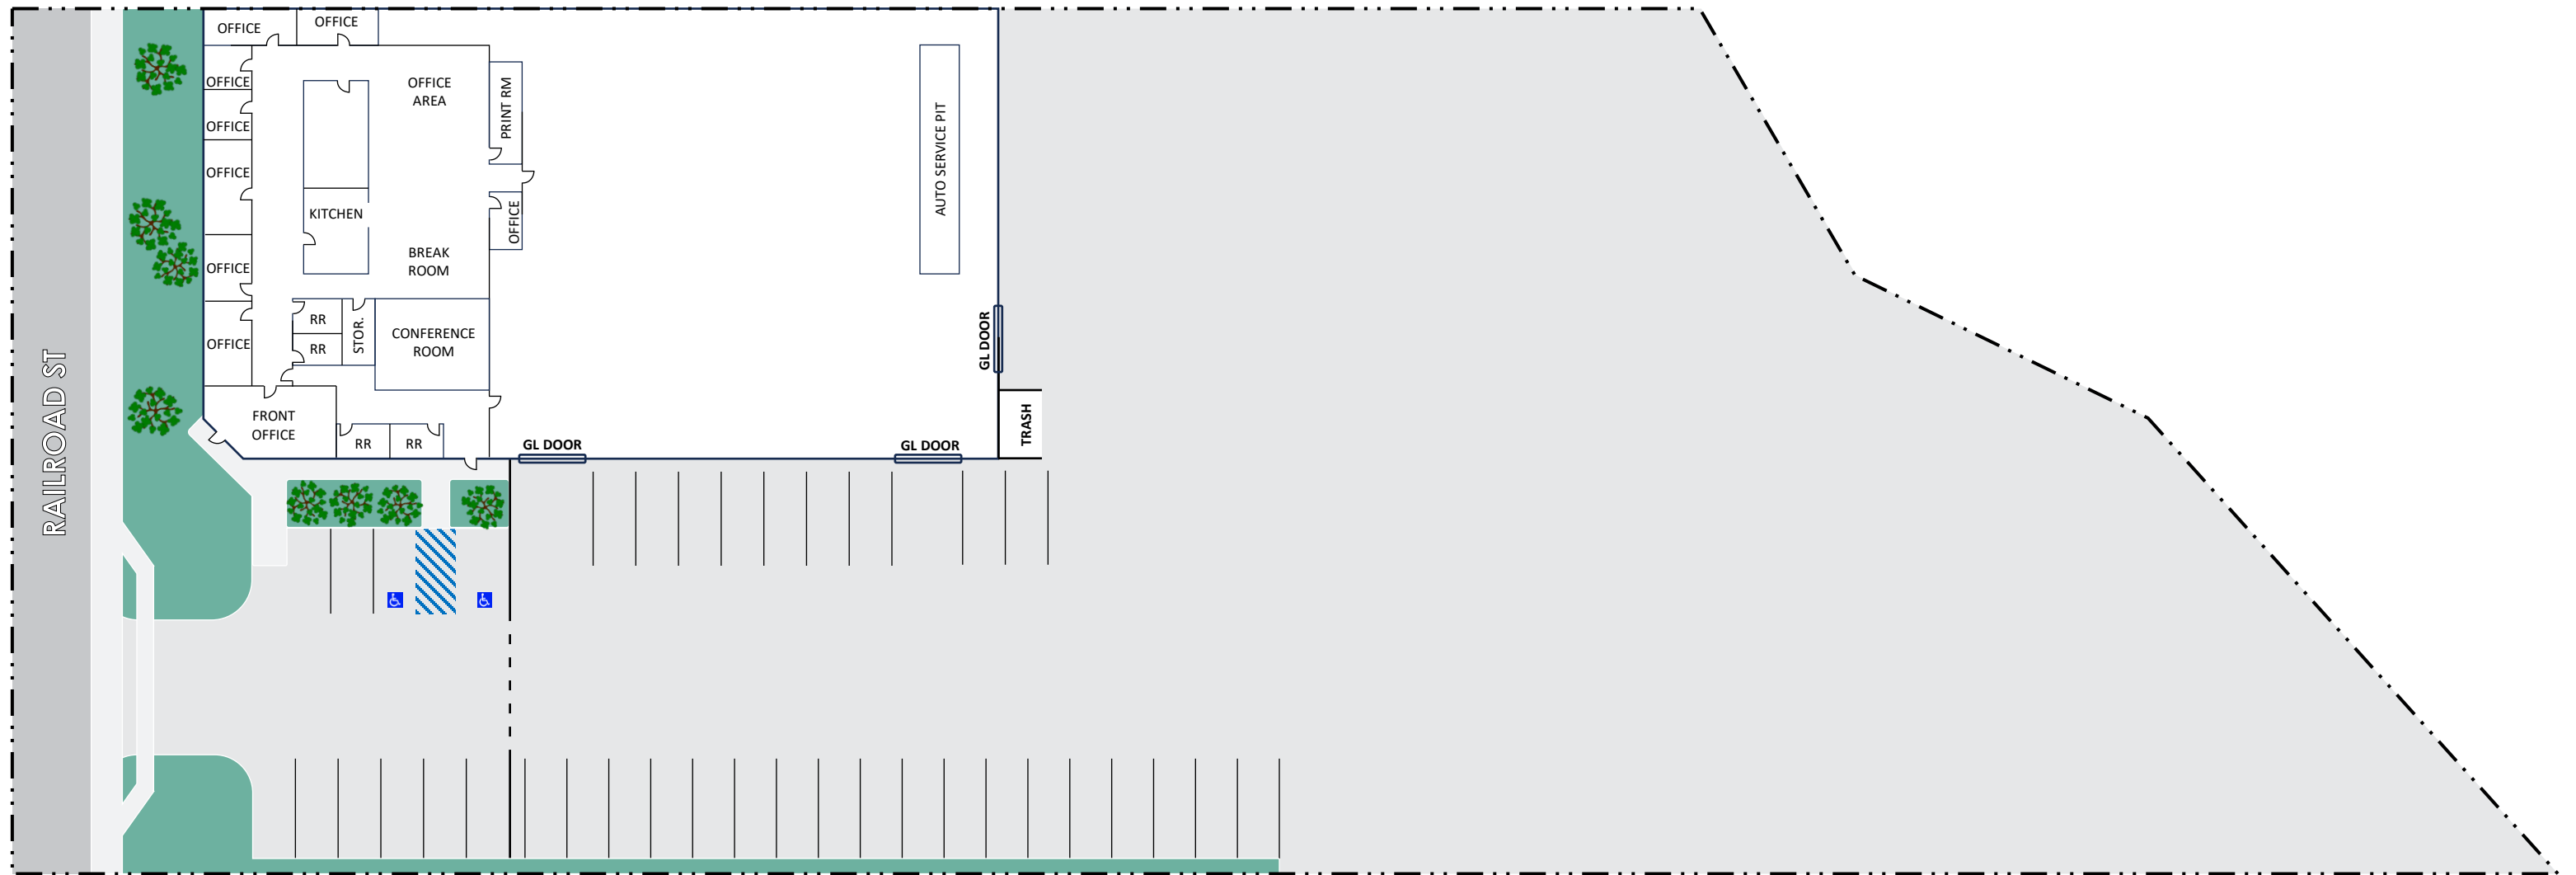 OFFICE
OFFICE
OFFICE
OFFICE
OFFICE
OFFICE
OFFICE
OFFICE
AREA
PRINT RM
KITCHEN
OFFICE
BREAK
ROOM
RR
RR
STOR.
CONFERENCE
ROOM
FRONT
OFFICE
RR
RR
AUTO SERVICE PIT
GL DOOR
GL DOOR
GL DOOR
TRASH
RAILROAD ST